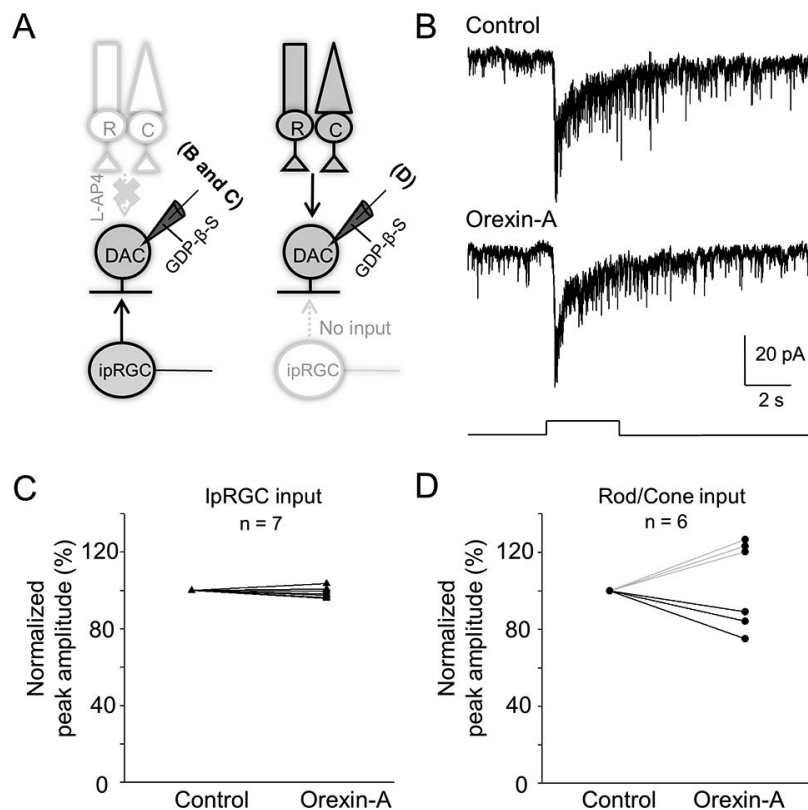 A
R
C
L-AP4
(B and C)
DAC
GDP-β-S
ipRGC
R
C
(D)
DAC
GDP-β-S
No input
ipRGC
B
Control
Orexin-A
20 pA
2 s
C
IpRGC input
n = 7
Normalized
peak amplitude (%)
120
80
40
0
Control
Orexin-A
D
Rod/Cone input
n = 6
Normalized
peak amplitude (%)
120
80
40
0
Control
Orexin-A